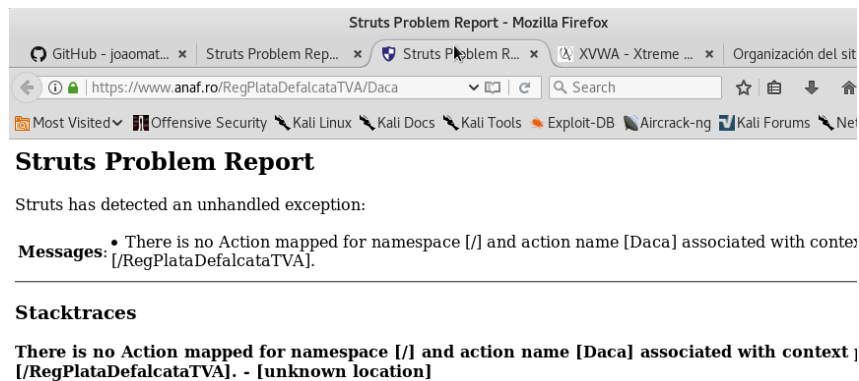 Struts Problem Report - Mozilla Firefox
GitHub - joaomat... × Struts Problem Rep... × Struts Problem R... × XVWA - Xtreme ... × Organización del sit
https://www.anaf.ro/RegPlataDefalcataTVA/Daca Search
Most Visited Offensive Security Kali Linux Kali Docs Kali Tools Exploit-DB Aircrack-ng Kali Forums
Struts Problem Report
Struts has detected an unhandled exception:
• There is no Action mapped for namespace [/] and action name [Daca] associated with
Messages: [/RegPlataDefalcataTVA].
Stacktraces
There is no Action mapped for namespace [/] and action name [Daca] associated with context
[/RegPlataDefalcataTVA]. - [unknown location]